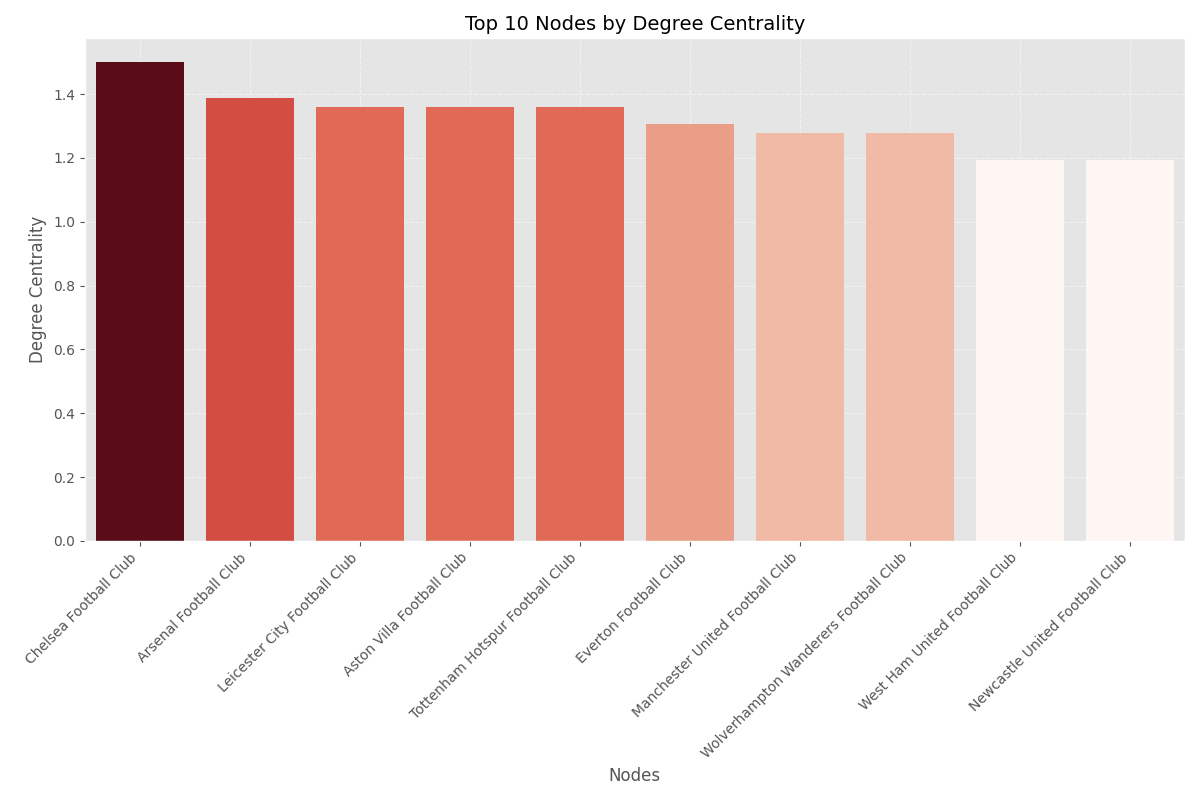 Top 10 Nodes by Degree Centrality
Degree Centrality
1.4
1.2
1.0
0.8
0.6
0.4
0.2
0.0
Chelsea Football Club
Arsenal Football Club
Leicester City Football Club
Aston Villa Football Club
Tottenham Hotspur Football Club
Everton Football Club
Manchester United Football Club
Wolverhampton Wanderers Football Club
West Ham United Football Club
Newcastle United Football Club
Nodes